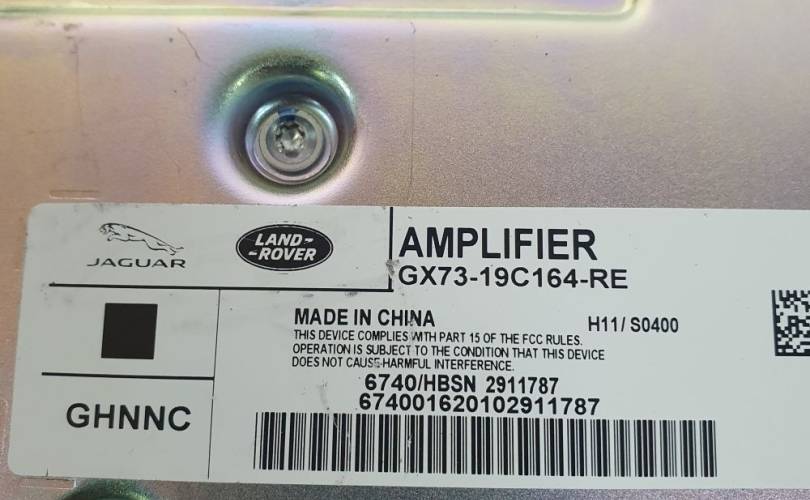 JAGUAR
LAND-
-ROVER
AMPLIFIER
GX73-19C164-RE
MADE IN CHINA
H11/ S0400
THIS DEVICE COMPLIES WITH PART 15 OF THE FCC RULES.
OPERATION IS SUBJECT TO THE CONDITION THAT THIS DEVICE
DOES NOT CAUSE HARMFUL INTERFERENCE.
6740/HBSN 2911787
674001620102911787
GHNNC